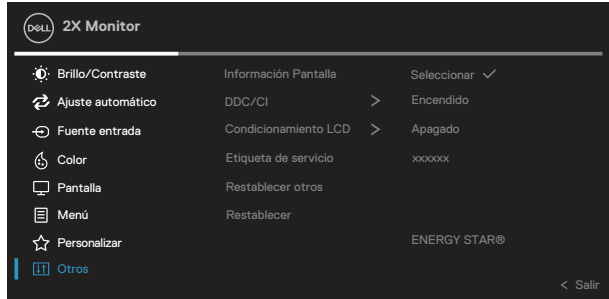 DELL 2X Monitor
Brillo/Contraste Información Pantalla Seleccionar
Ajuste automático DDC/CI > Encendido
Fuente entrada Condicionamiento LCD > Apagado
Color Etiqueta de servicio xxxxxx
Pantalla Restablecer otros
Menú Restablecer
Personalizar ENERGY STAR®
Otros
< Salir